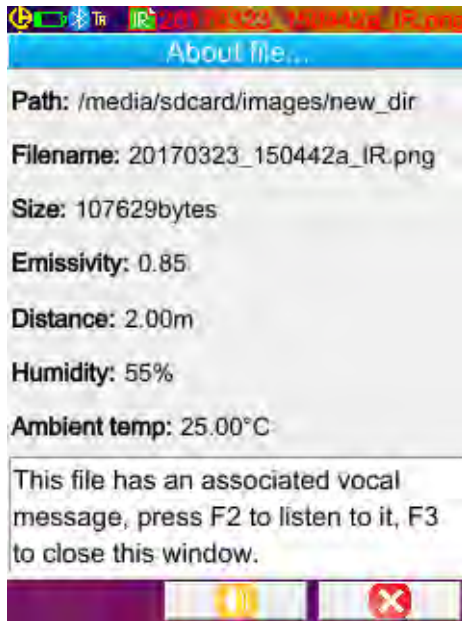 IR
About file...
Path: /media/sdcard/images/new_dir
Filename: 20170323_150442a_IR.png
Size: 107629bytes
Emissivity: 0.85
Distance: 2.00m
Humidity: 55%
Ambient temp: 25.00°C
This file has an associated vocal
message, press F2 to listen to it, F3
to close this window.